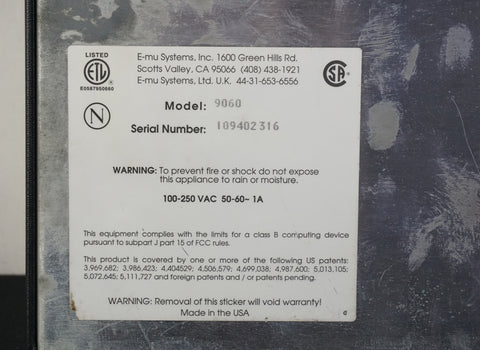 LISTED
ETL
E0587950660
N
E-mu Systems, Inc. 1600 Green Hills Rd.
Scotts Valley, CA 95066 (408) 438-1921
E-mu Systems, Ltd. U.K. 44-31-653-6556
Model: 9060
Serial Number: 109402316
WARNING: To prevent fire or shock do not expose
this appliance to rain or moisture.
100-250 VAC 50-60~ 1A
This equipment complies with the limits for a class B computing device
pursuant to subpart J part 15 of FCC rules.
This product is covered by one or more of the following US patents:
3,969,682; 3,986,423; 4,404529; 4,506,579; 4,699,038; 4,987,600; 5,013,105;
5,072,645; 5,111,727 and foreign patents and / or patents pending.
WARNING: Removal of this sticker will void warranty!
Made in the USA